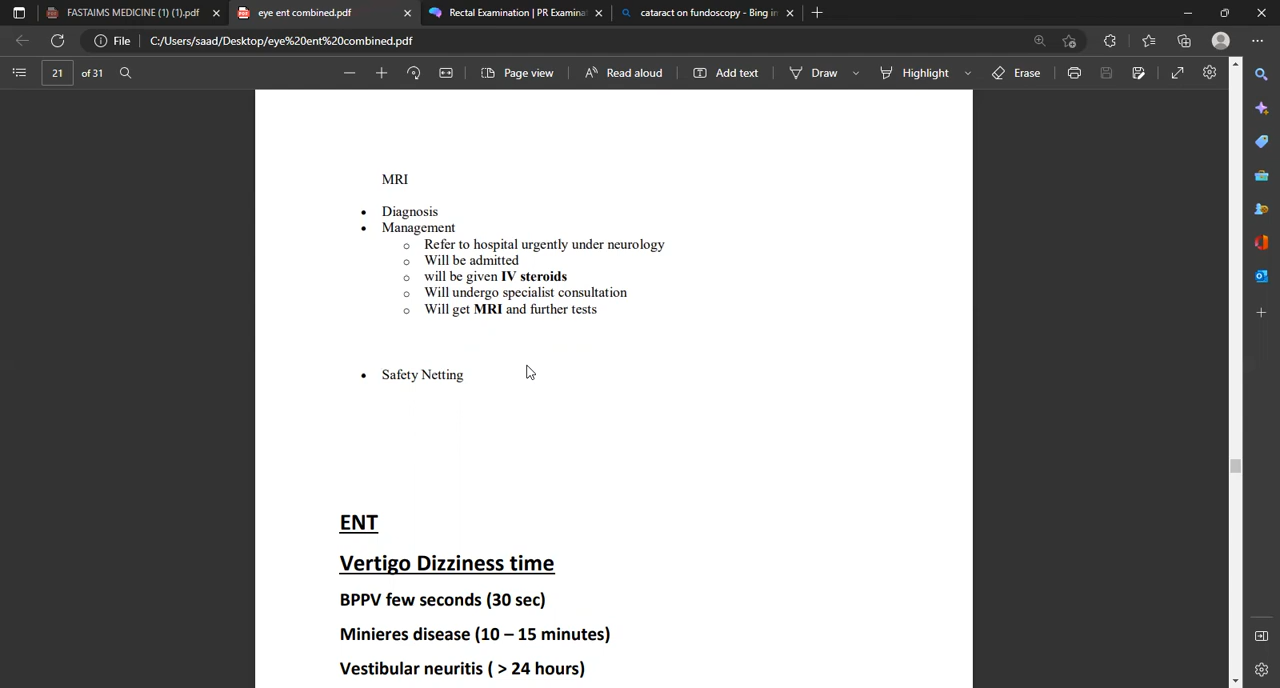 FASTAIMS MEDICINE (1) (1).pdf
eye ent combined.pdf
Rectal Examination | PR Examina
cataract on fundoscopy - Bing in
File
C:/Users/saad/Desktop/eye%20ent%20combined.pdf
21 of 31
Page view
Read aloud
Add text
Draw
Highlight
Erase
MRI
• Diagnosis
• Management
o Refer to hospital urgently under neurology
o Will be admitted
o will be given IV steroids
o Will undergo specialist consultation
o Will get MRI and further tests
• Safety Netting
ENT
Vertigo Dizziness time
BPPV few seconds (30 sec)
Minieres disease (10 – 15 minutes)
Vestibular neuritis ( > 24 hours)